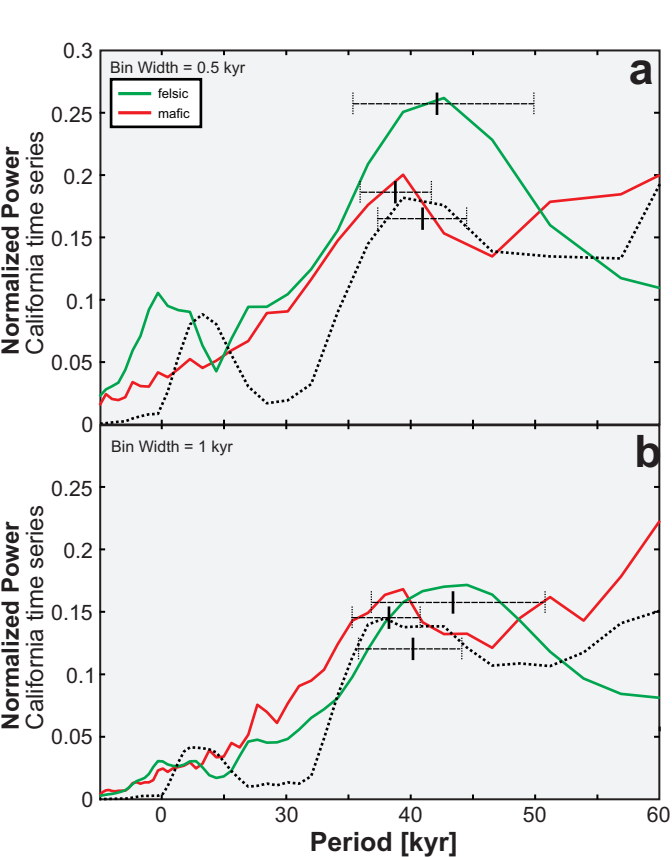 0.3
Bin Width = 0.5 kyr
a
felsic
mafic
0.25
0.2
0.15
0.1
0.05
0
Normalized Power
California time series
Bin Width = 1 kyr
b
0.25
0.2
0.15
0.1
0.05
0
Normalized Power
California time series
0 30 40 50 60
Period [kyr]